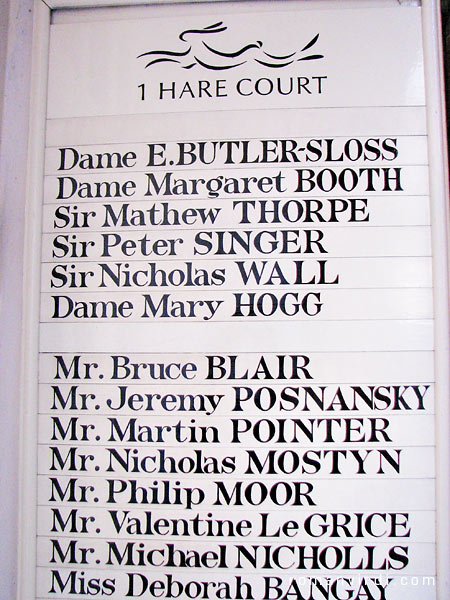 1 HARE COURT
Dame E.BUTLER-SLOSS
Dame Margaret BOOTH
Sir Mathew THORPE
Sir Peter SINGER
Sir Nicholas WALL
Dame Mary HOGG
Mr. Bruce BLAIR
Mr. Jeremy POSNANSKY
Mr. Martin POINTER
Mr. Nicholas MOSTYN
Mr. Philip MOOR
Mr. Valentine Le GRICE
Mr. Michael NICHOLLS
Miss Deborah BANGAY